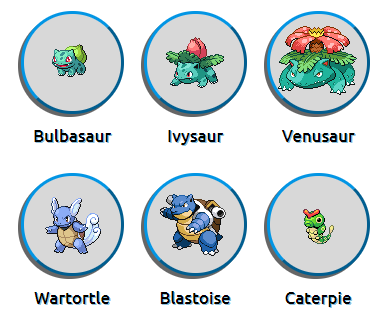 Bulbasaur Ivysaur Venusaur
Wartortle Blastoise Caterpie